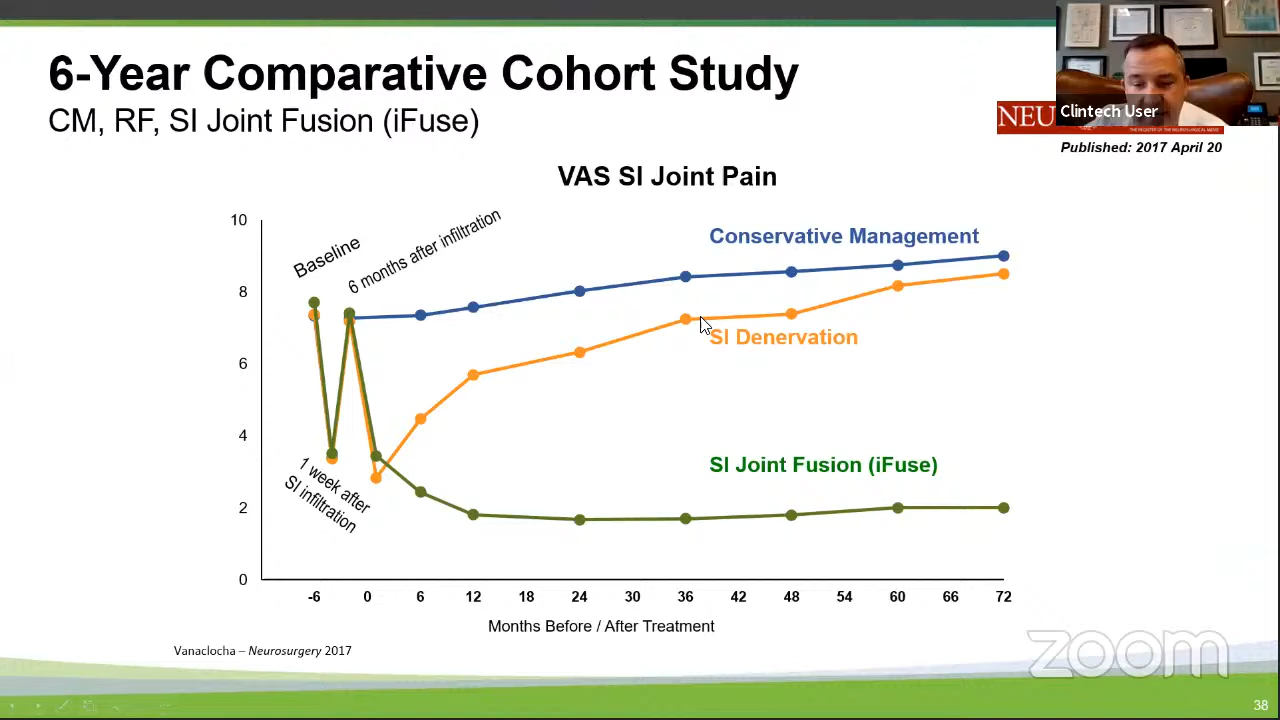 6-Year Comparative Cohort Study
CM, RF, SI Joint Fusion (iFuse)
Clintech User
NEU
Published: 2017 April 20
VAS SI Joint Pain
10
8
6
4
2
0
Baseline
6 months after infiltration
1 week after
SI infiltration
Conservative Management
SI Denervation
SI Joint Fusion (iFuse)
-6 0 6 12 18 24 30 36 42 48 54 60 66 72
Months Before / After Treatment
Vanaclocha – Neurosurgery 2017
zoom
38